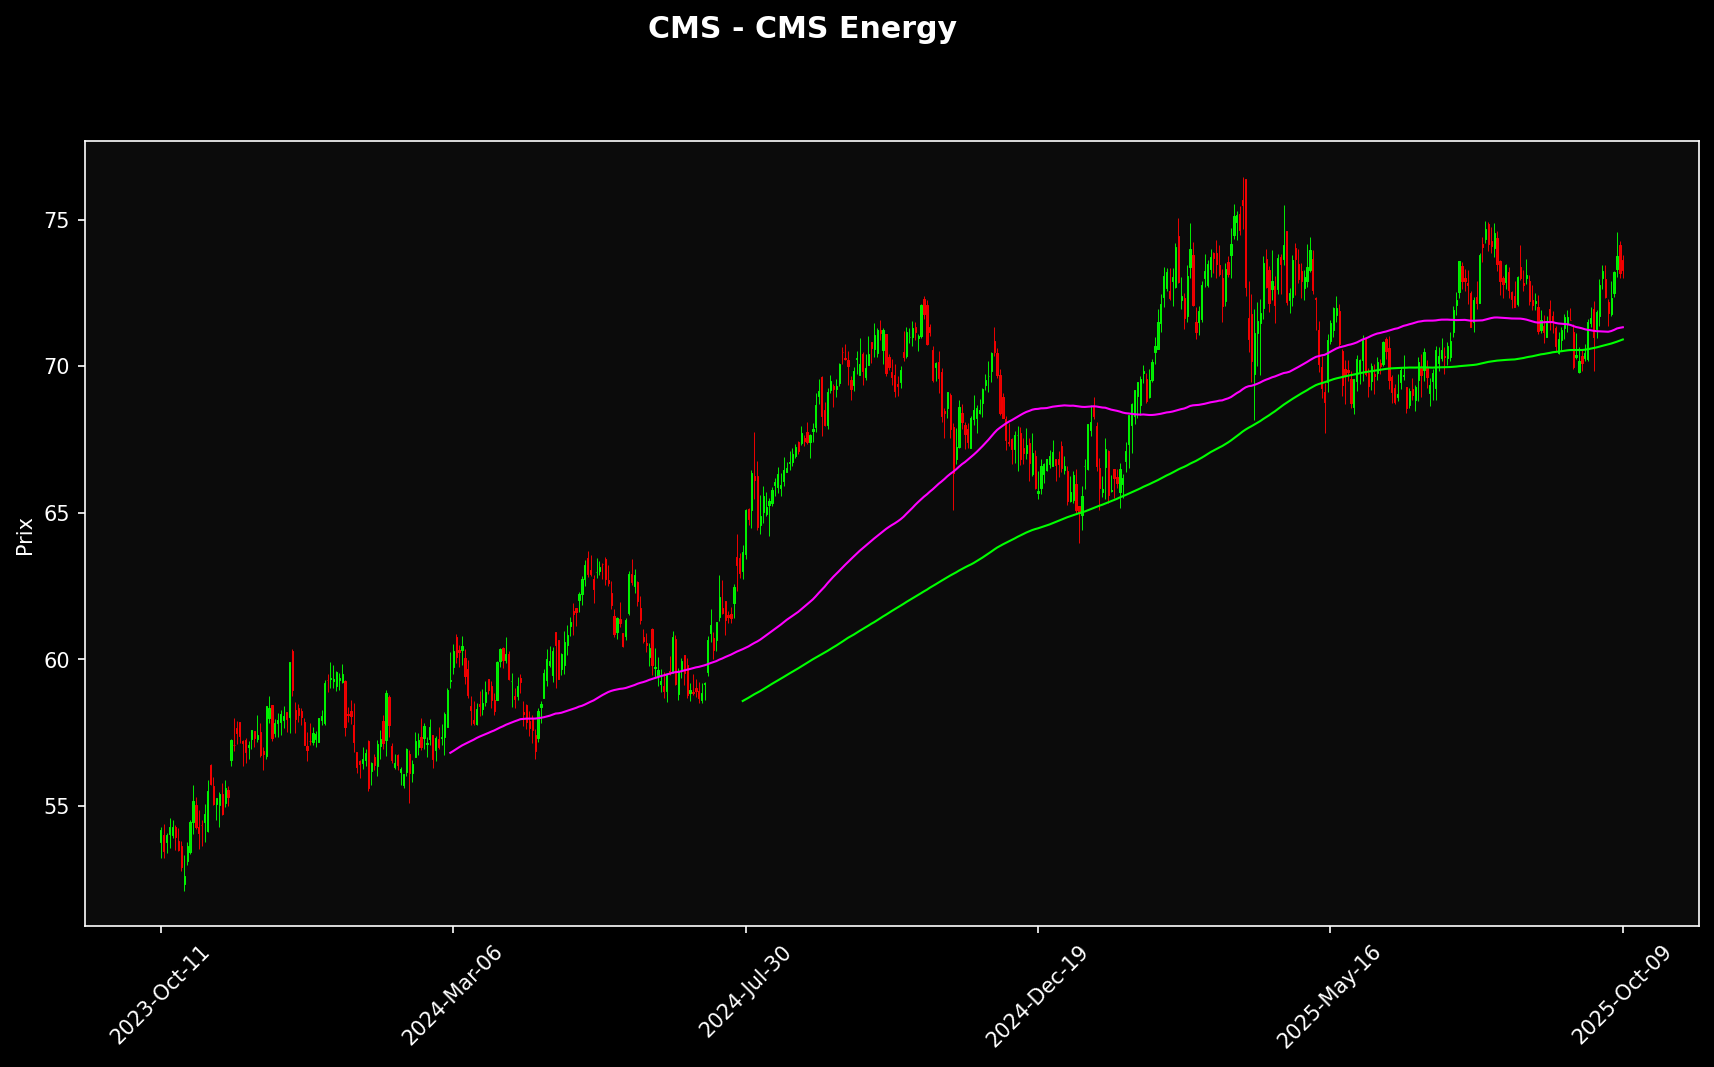 CMS - CMS Energy
Prix
75
70
65
60
55
2023-Oct-11
2024-Mar-06
2024-Jul-30
2024-Dec-19
2025-May-16
2025-Oct-09